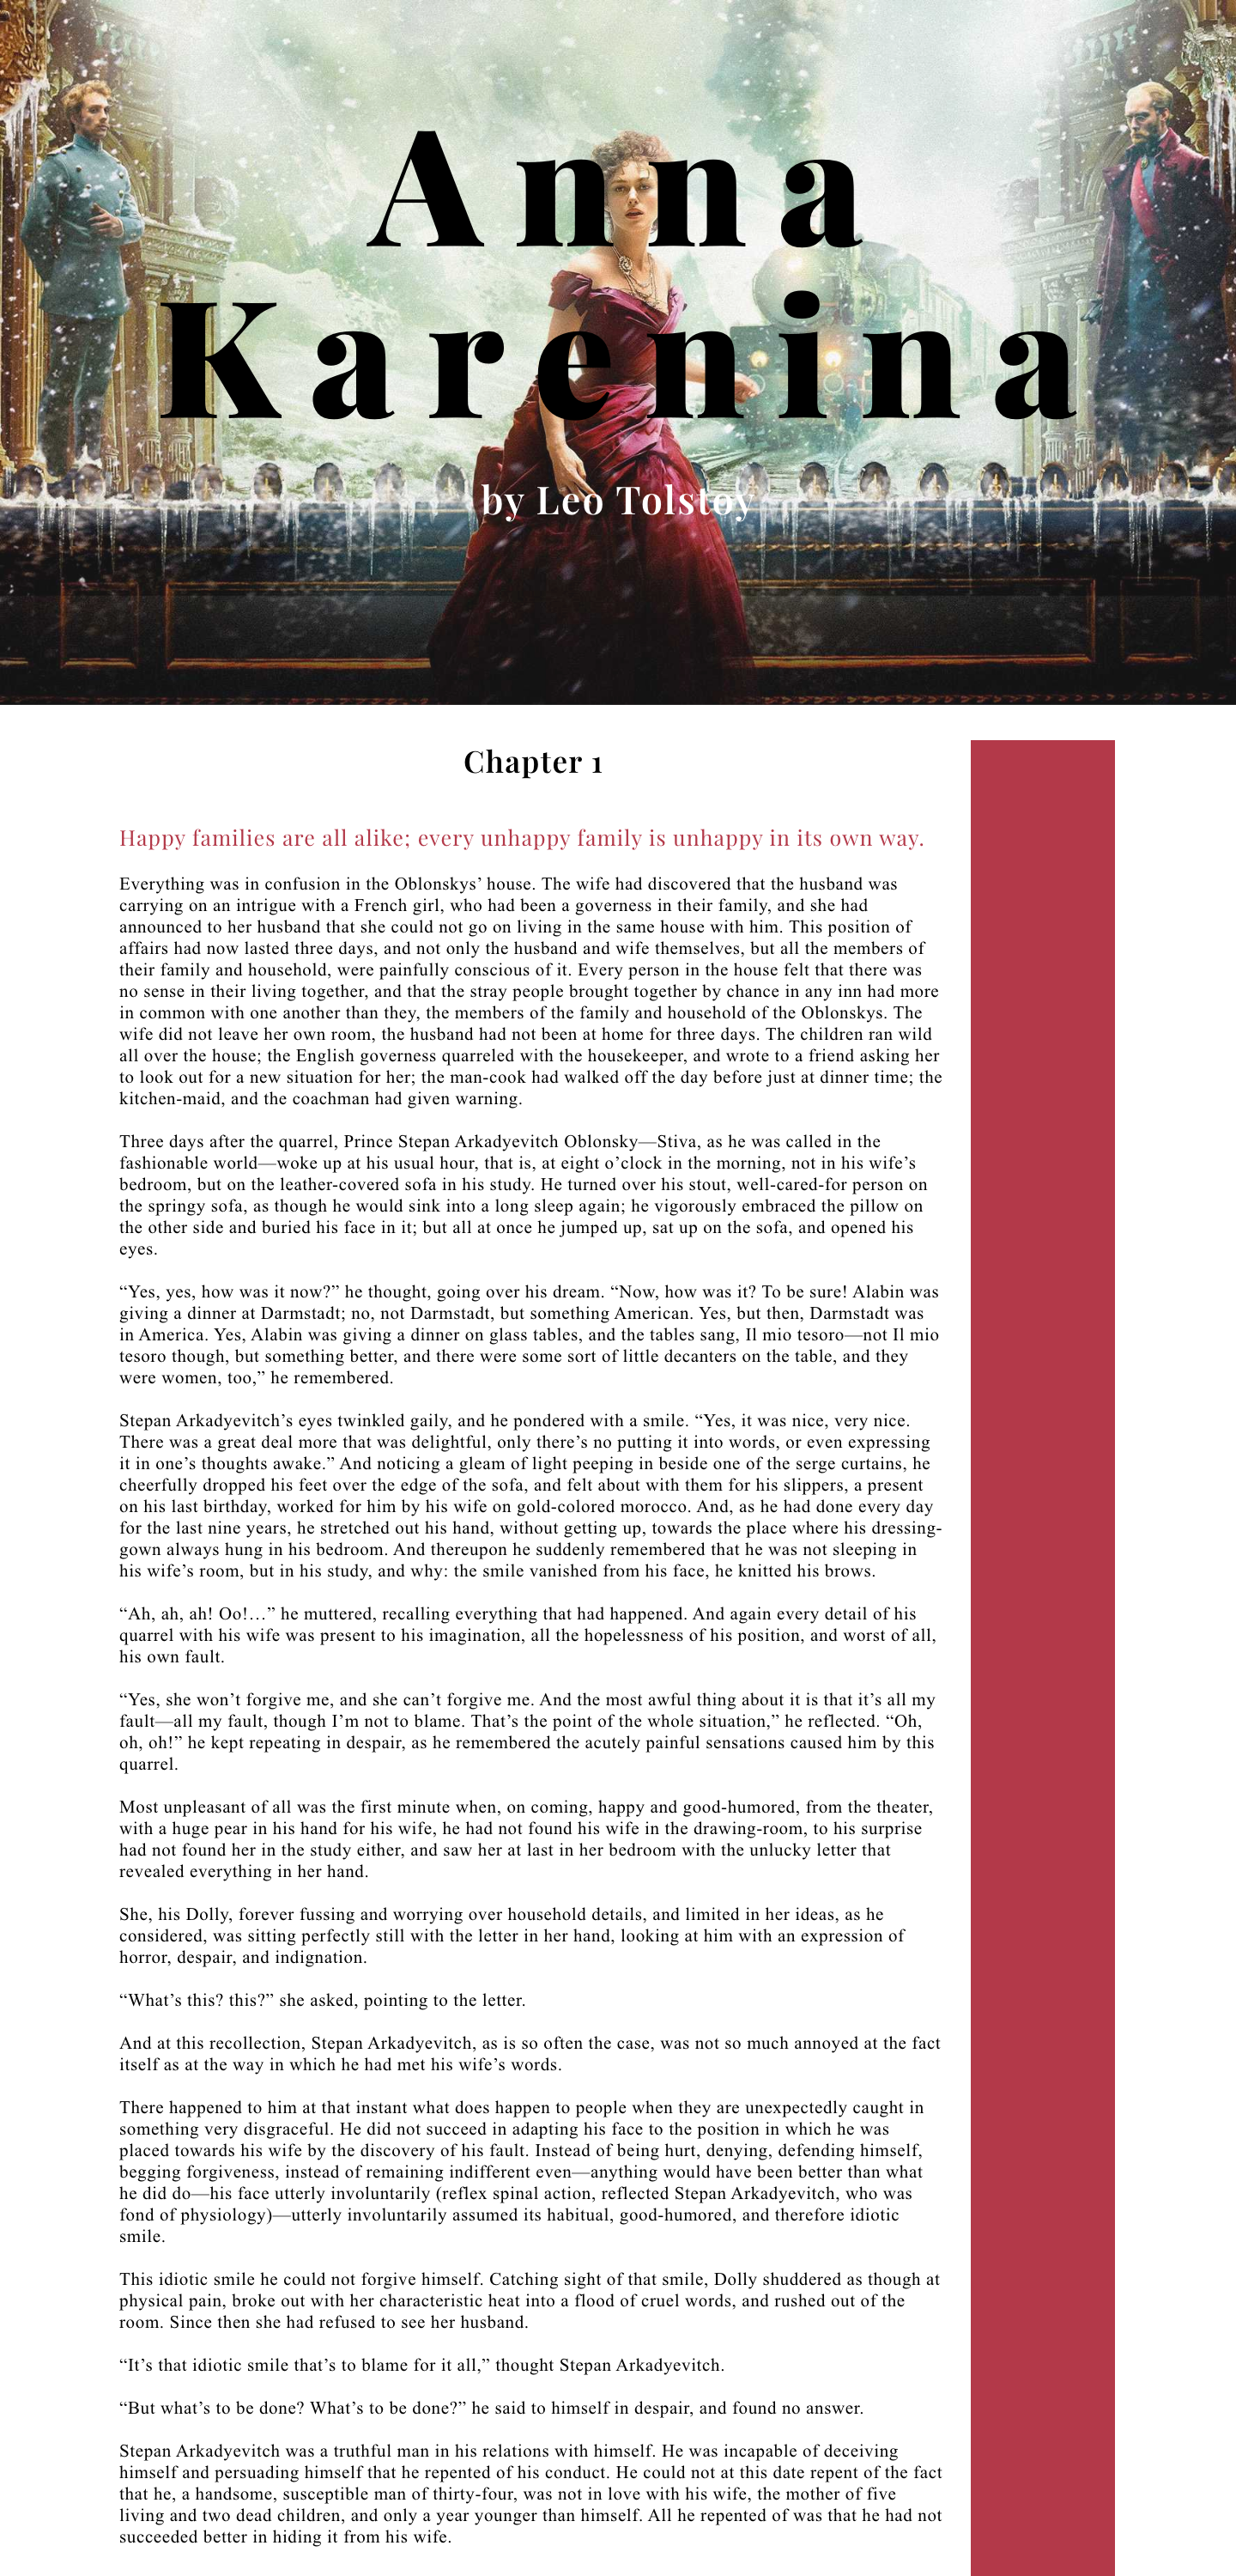 Anna
Karenina
by Leo Tolstoy
Chapter 1
Happy families are all alike; every unhappy family is unhappy in its own way.
Everything was in confusion in the Oblonskys’ house. The wife had discovered that the husband was
carrying on an intrigue with a French girl, who had been a governess in their family, and she had
announced to her husband that she could not go on living in the same house with him. This position of
affairs had now lasted three days, and not only the husband and wife themselves, but all the members of
their family and household, were painfully conscious of it. Every person in the house felt that there was
no sense in their living together, and that the stray people brought together by chance in any inn had more
in common with one another than they, the members of the family and household of the Oblonskys. The
wife did not leave her own room, the husband had not been at home for three days. The children ran wild
all over the house; the English governess quarreled with the housekeeper, and wrote to a friend asking her
to look out for a new situation for her; the man-cook had walked off the day before just at dinner time; the
kitchen-maid, and the coachman had given warning.
Three days after the quarrel, Prince Stepan Arkadyevitch Oblonsky—Stiva, as he was called in the
fashionable world—woke up at his usual hour, that is, at eight o’clock in the morning, not in his wife’s
bedroom, but on the leather-covered sofa in his study. He turned over his stout, well-cared-for person on
the springy sofa, as though he would sink into a long sleep again; he vigorously embraced the pillow on
the other side and buried his face in it; but all at once he jumped up, sat up on the sofa, and opened his
eyes.
“Yes, yes, how was it now?” he thought, going over his dream. “Now, how was it? To be sure! Alabin was
giving a dinner at Darmstadt; no, not Darmstadt, but something American. Yes, but then, Darmstadt was
in America. Yes, Alabin was giving a dinner on glass tables, and the tables sang, Il mio tesoro—not Il mio
tesoro though, but something better, and there were some sort of little decanters on the table, and they
were women, too,” he remembered.
Stepan Arkadyevitch’s eyes twinkled gaily, and he pondered with a smile. “Yes, it was nice, very nice.
There was a great deal more that was delightful, only there’s no putting it into words, or even expressing
it in one’s thoughts awake.” And noticing a gleam of light peeping in beside one of the serge curtains, he
cheerfully dropped his feet over the edge of the sofa, and felt about with them for his slippers, a present
on his last birthday, worked for him by his wife on gold-colored morocco. And, as he had done every day
for the last nine years, he stretched out his hand, without getting up, towards the place where his dressing-
gown always hung in his bedroom. And thereupon he suddenly remembered that he was not sleeping in
his wife’s room, but in his study, and why: the smile vanished from his face, he knitted his brows.
“Ah, ah, ah! Oo!…” he muttered, recalling everything that had happened. And again every detail of his
quarrel with his wife was present to his imagination, all the hopelessness of his position, and worst of all,
his own fault.
“Yes, she won’t forgive me, and she can’t forgive me. And the most awful thing about it is that it’s all my
fault—all my fault, though I’m not to blame. That’s the point of the whole situation,” he reflected. “Oh,
oh, oh!” he kept repeating in despair, as he remembered the acutely painful sensations caused him by this
quarrel.
Most unpleasant of all was the first minute when, on coming, happy and good-humored, from the theater,
with a huge pear in his hand for his wife, he had not found his wife in the drawing-room, to his surprise
had not found her in the study either, and saw her at last in her bedroom with the unlucky letter that
revealed everything in her hand.
She, his Dolly, forever fussing and worrying over household details, and limited in her ideas, as he
considered, was sitting perfectly still with the letter in her hand, looking at him with an expression of
horror, despair, and indignation.
“What’s this? this?” she asked, pointing to the letter.
And at this recollection, Stepan Arkadyevitch, as is so often the case, was not so much annoyed at the fact
itself as at the way in which he had met his wife’s words.
There happened to him at that instant what does happen to people when they are unexpectedly caught in
something very disgraceful. He did not succeed in adapting his face to the position in which he was
placed towards his wife by the discovery of his fault. Instead of being hurt, denying, defending himself,
begging forgiveness, instead of remaining indifferent even—anything would have been better than what
he did do—his face utterly involuntarily (reflex spinal action, reflected Stepan Arkadyevitch, who was
fond of physiology)—utterly involuntarily assumed its habitual, good-humored, and therefore idiotic
smile.
This idiotic smile he could not forgive himself. Catching sight of that smile, Dolly shuddered as though at
physical pain, broke out with her characteristic heat into a flood of cruel words, and rushed out of the
room. Since then she had refused to see her husband.
“It’s that idiotic smile that’s to blame for it all,” thought Stepan Arkadyevitch.
“But what’s to be done? What’s to be done?” he said to himself in despair, and found no answer.
Stepan Arkadyevitch was a truthful man in his relations with himself. He was incapable of deceiving
himself and persuading himself that he repented of his conduct. He could not at this date repent of the fact
that he, a handsome, susceptible man of thirty-four, was not in love with his wife, the mother of five
living and two dead children, and only a year younger than himself. All he repented of was that he had not
succeeded better in hiding it from his wife.